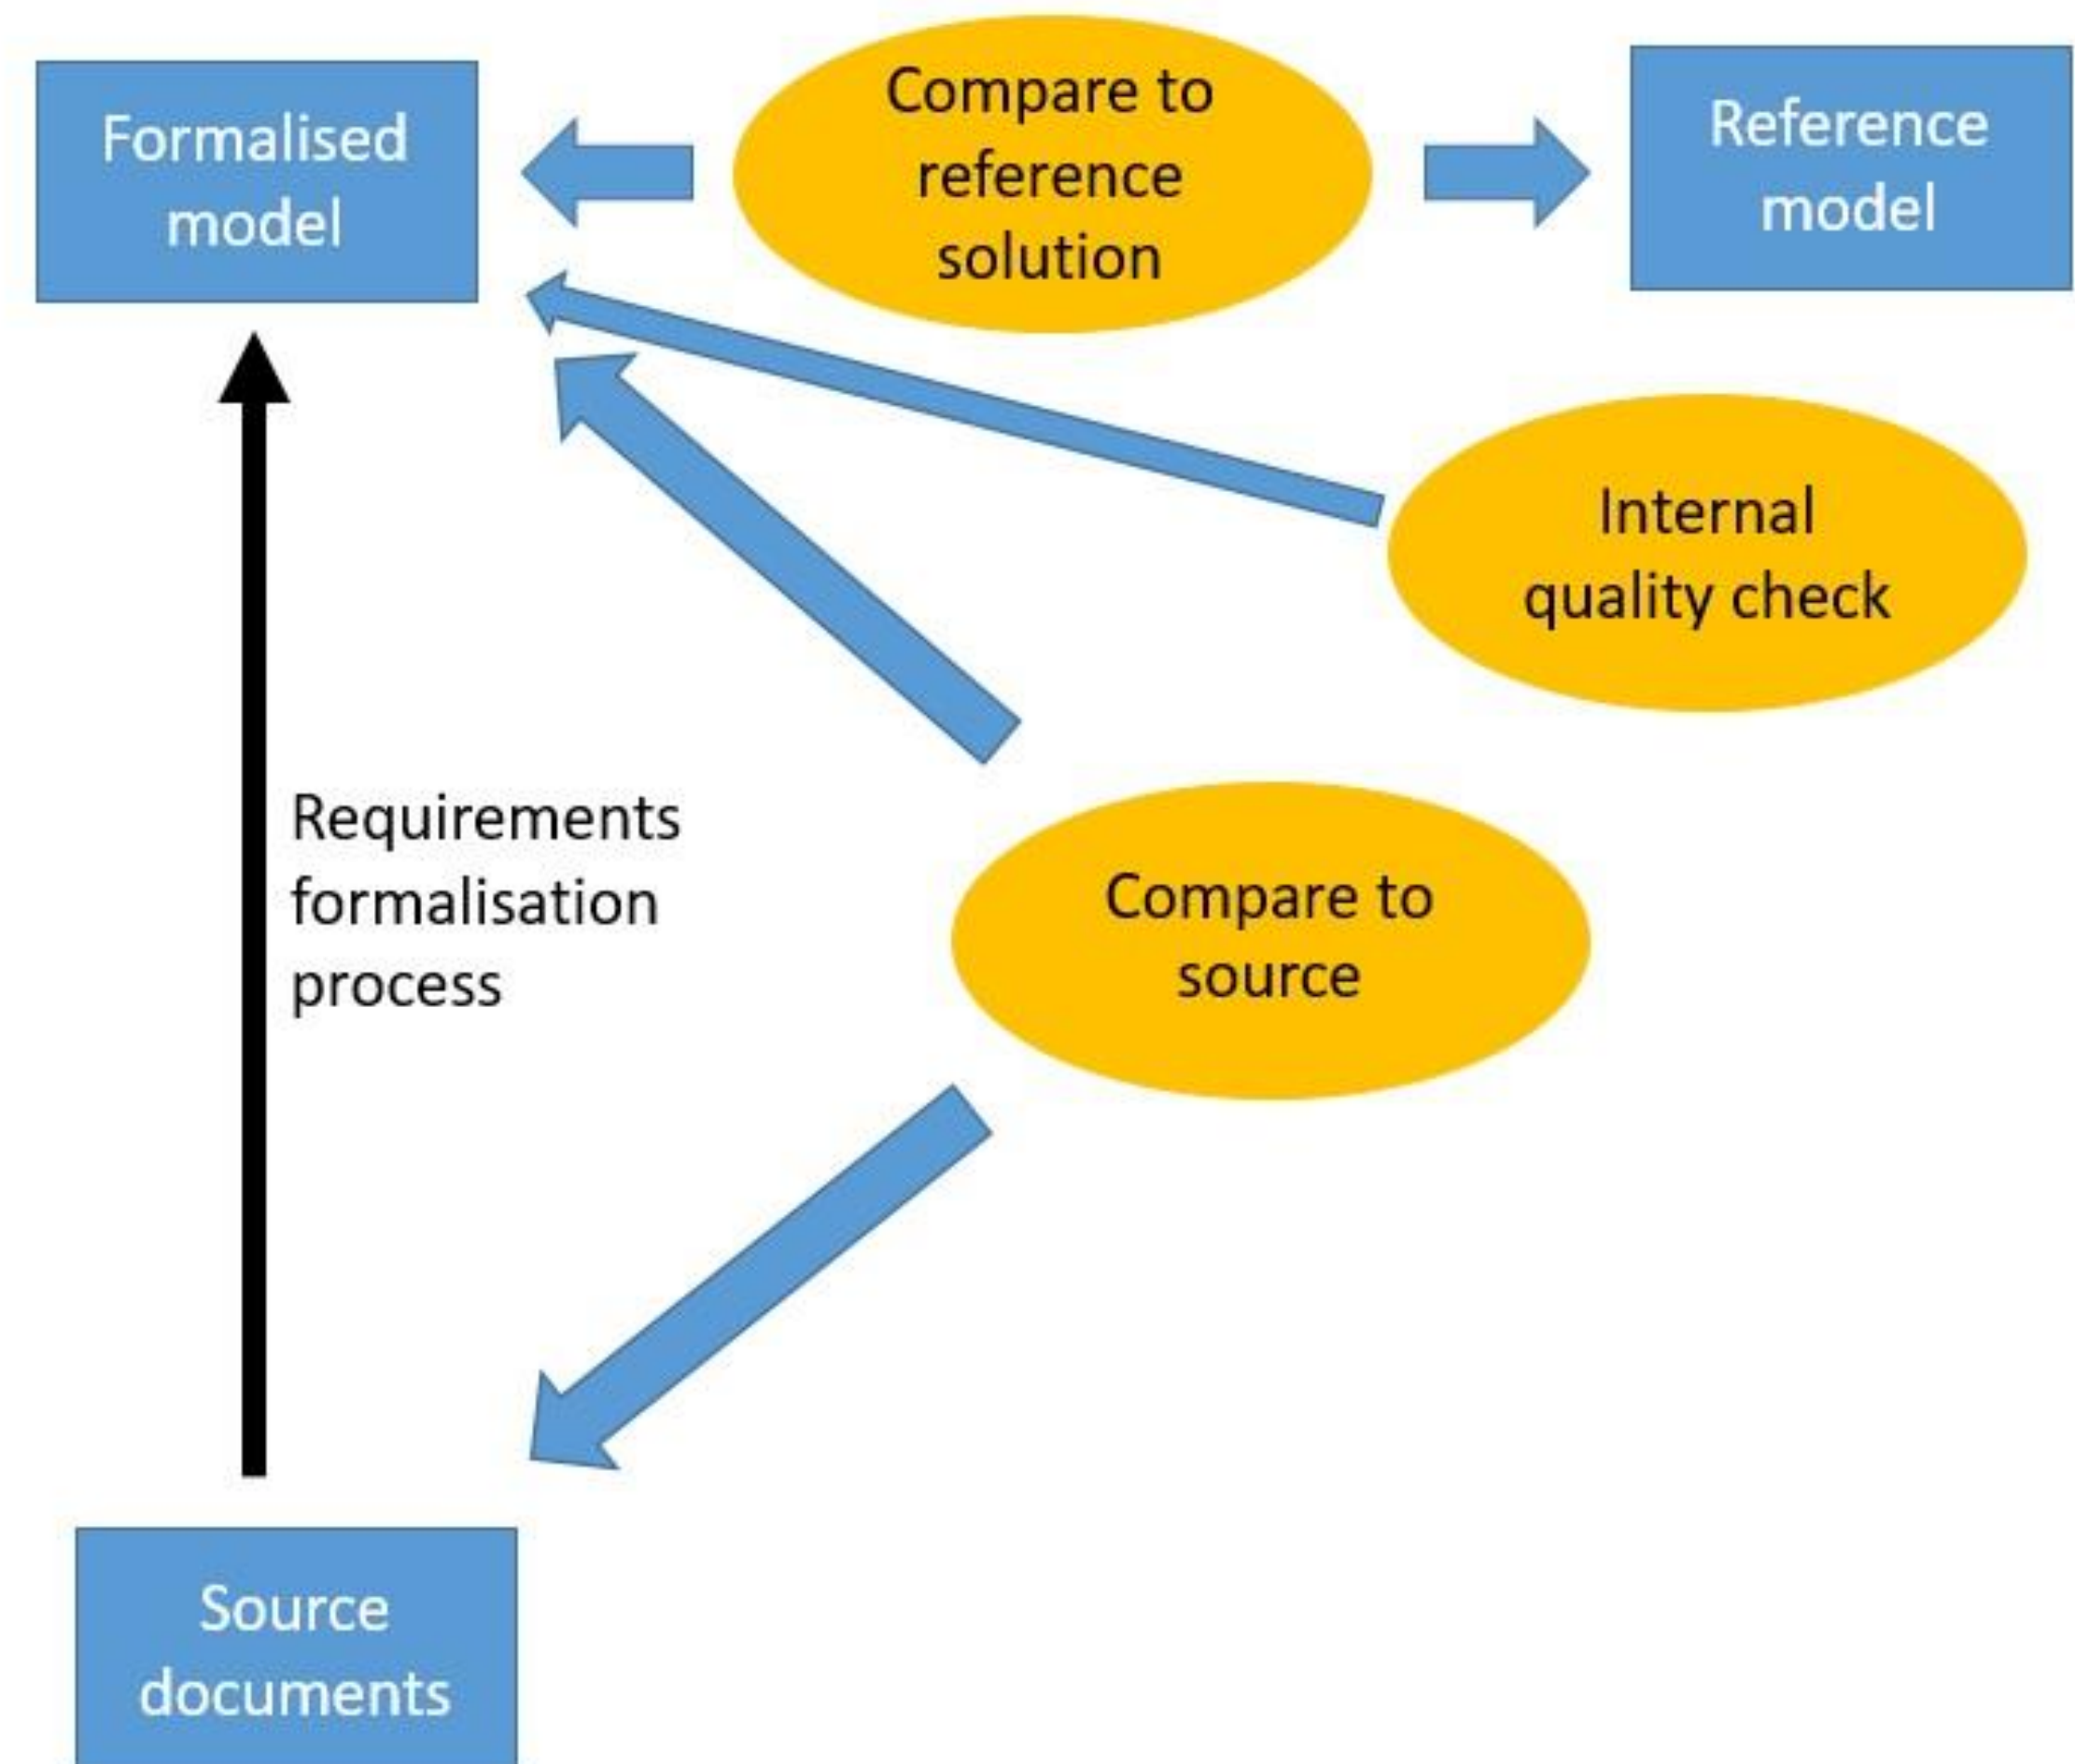 Formalised
model
Compare to
reference
solution
Reference
model
Internal
quality check
Requirements
formalisation
process
Compare to
source
Source
documents